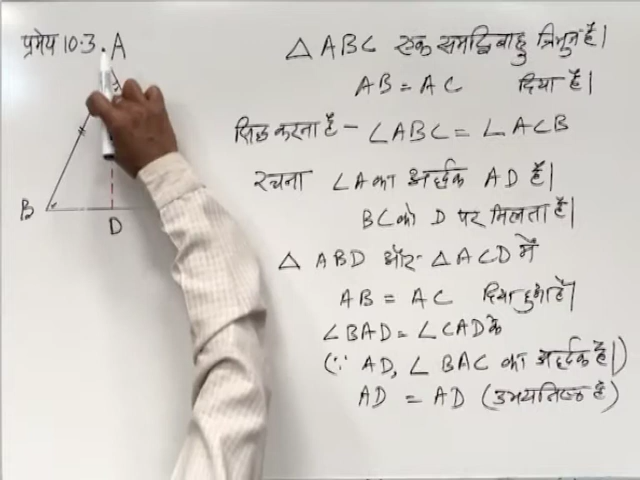 प्रमेय 10.3
A
B
D
△ ABC एक समद्विबाहु त्रिभुज है।
AB = AC दिया है।
सिद्ध करना है - ∠ABC = ∠ACB
रचना ∠A का अर्द्धक AD है।
BC को D पर मिलता है।
△ ABD और △ ACD में
AB = AC दिया हुआ है।
∠BAD = ∠CAD के
(∵ AD, ∠ BAC का अर्द्धक है।)
AD = AD (उभयनिष्ठ है)